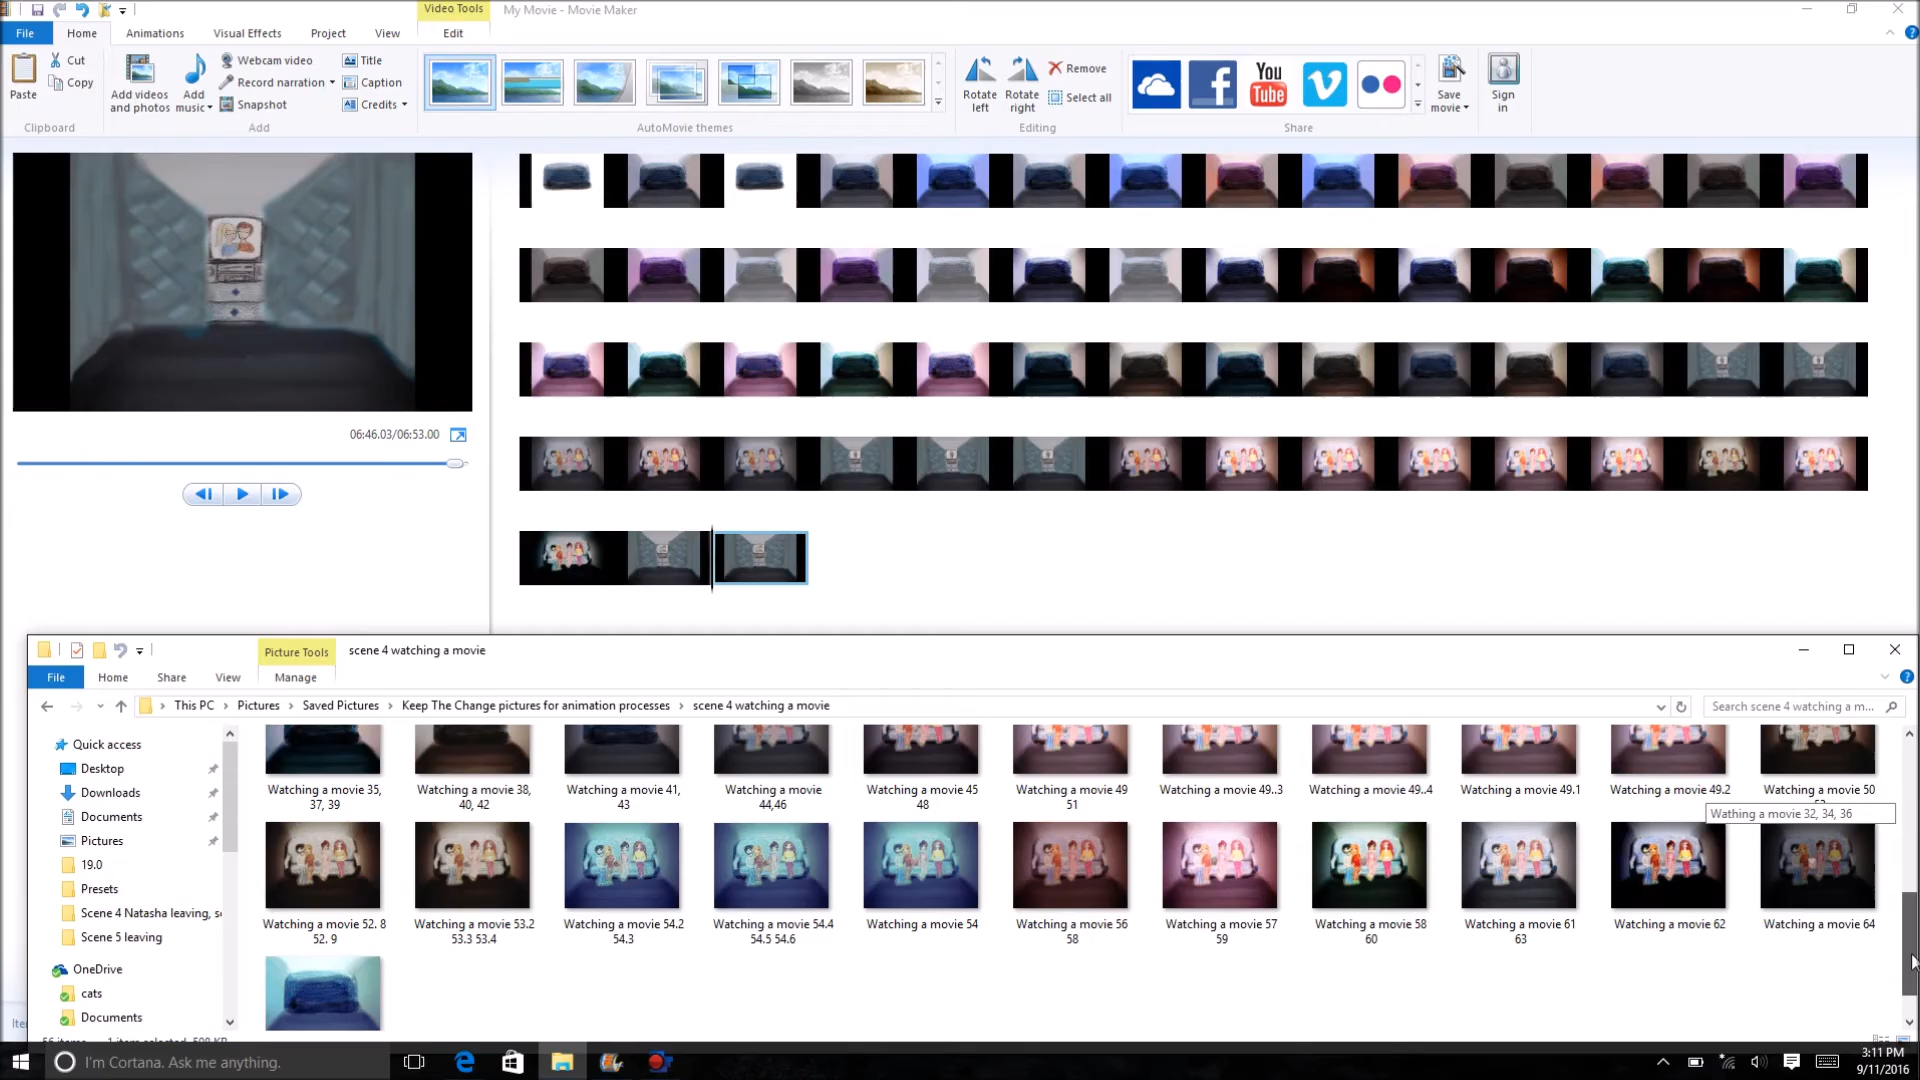 Video Tools
My Movie - Movie Maker
File
Home
Animations
Visual Effects
Project
View
Edit
Paste
Cut
Copy
Clipboard
Add videos
and photos
Add
music
Webcam video
Record narration
Snapshot
Title
Caption
Credits
Add
AutoMovie themes
Rotate
left
Rotate
right
Remove
Select all
Editing
You
Tube
Share
Save
movie
Sign
in
06:46.03/06:53.00
Picture Tools
scene 4 watching a movie
File
Home
Share
View
Manage
This PC
Pictures
Saved Pictures
Keep The Change pictures for animation processes
scene 4 watching a movie
Search scene 4 watching a m...
Quick access
Desktop
Downloads
Documents
Pictures
19.0
Presets
Scene 4 Natasha leaving, s
Scene 5 leaving
OneDrive
cats
Documents
Watching a movie 35,
37, 39
Watching a movie 38,
40, 42
Watching a movie 41,
43
Watching a movie
44,46
Watching a movie 45
48
Watching a movie 49
51
Watching a movie 49..3
Watching a movie 49..4
Watching a movie 49.1
Watching a movie 49.2
Watching a movie 50
Wathing a movie 32, 34, 36
Watching a movie 52. 8
52. 9
Watching a movie 53.2
53.3 53.4
Watching a movie 54.2
54.3
Watching a movie 54.4
54.5 54.6
Watching a movie 54
Watching a movie 56
58
Watching a movie 57
59
Watching a movie 58
60
Watching a movie 61
63
Watching a movie 62
Watching a movie 64
I'm Cortana. Ask me anything.
3:11 PM
9/11/2016